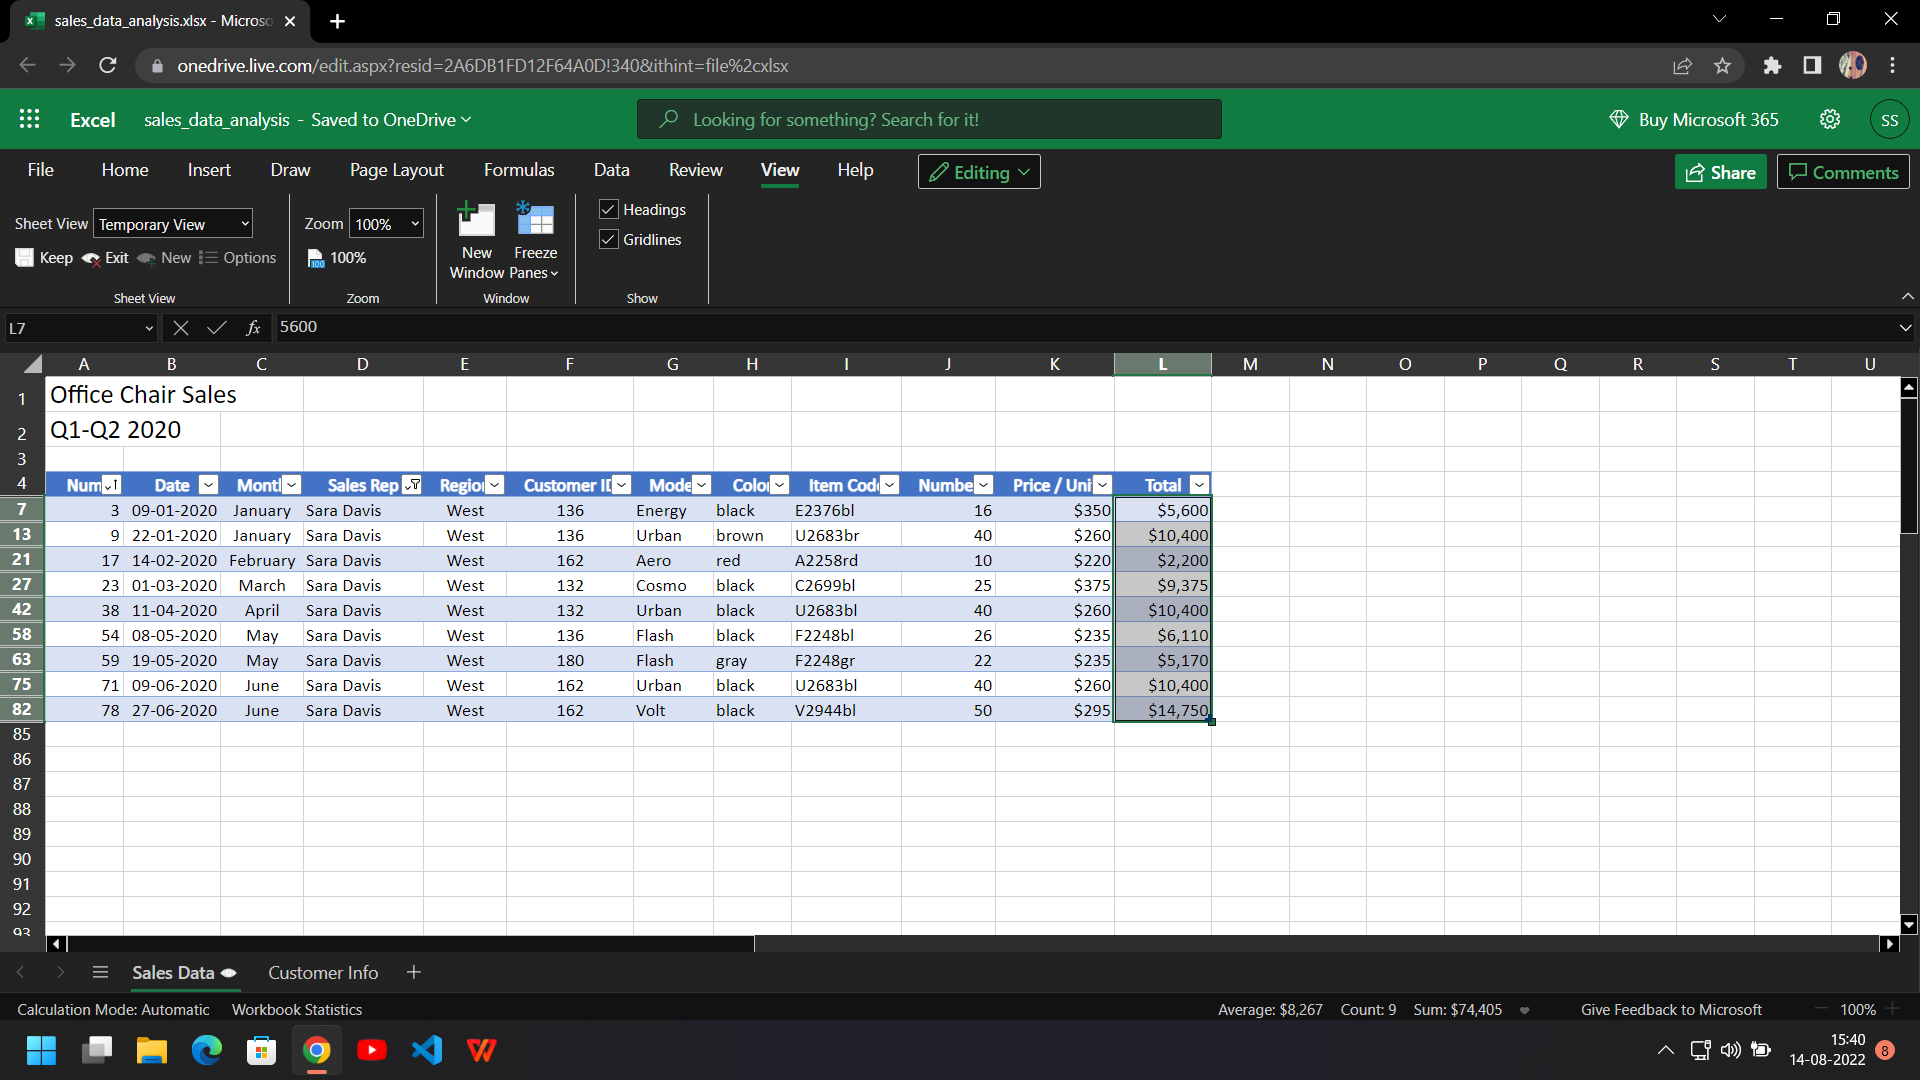 sales_data_analysis.xlsx - Microso
onedrive.live.com/edit.aspx?resid=2A6DB1FD12F64A0D!340&ithint=file%2cxlsx
Excel sales_data_analysis - Saved to OneDrive
Looking for something? Search for it!
Buy Microsoft 365
SS
File Home Insert Draw Page Layout Formulas Data Review View Help Editing Share Comments
Sheet View Temporary View
Keep Exit New Options
Sheet View
Zoom 100%
100%
Zoom
New Window
Freeze Panes
Window
Headings
Gridlines
Show
L7 fx 5600
A B C D E F G H I J K L M N O P Q R S T U
1 Office Chair Sales
2 Q1-Q2 2020
3
4 Num Date Montl Sales Rep Regio Customer II Mode Colo Item Cod Numbe Price / Uni Total
7 3 09-01-2020 January Sara Davis West 136 Energy black E2376bl 16 $350 $5,600
13 9 22-01-2020 January Sara Davis West 136 Urban brown U2683br 40 $260 $10,400
21 17 14-02-2020 February Sara Davis West 162 Aero red A2258rd 10 $220 $2,200
27 23 01-03-2020 March Sara Davis West 132 Cosmo black C2699bl 25 $375 $9,375
42 38 11-04-2020 April Sara Davis West 132 Urban black U2683bl 40 $260 $10,400
58 54 08-05-2020 May Sara Davis West 136 Flash black F2248bl 26 $235 $6,110
63 59 19-05-2020 May Sara Davis West 180 Flash gray F2248gr 22 $235 $5,170
75 71 09-06-2020 June Sara Davis West 162 Urban black U2683bl 40 $260 $10,400
82 78 27-06-2020 June Sara Davis West 162 Volt black V2944bl 50 $295 $14,750
85
86
87
88
89
90
91
92
93
Sales Data Customer Info
Calculation Mode: Automatic Workbook Statistics Average: $8,267 Count: 9 Sum: $74,405 Give Feedback to Microsoft 100%
15:40
14-08-2022
8